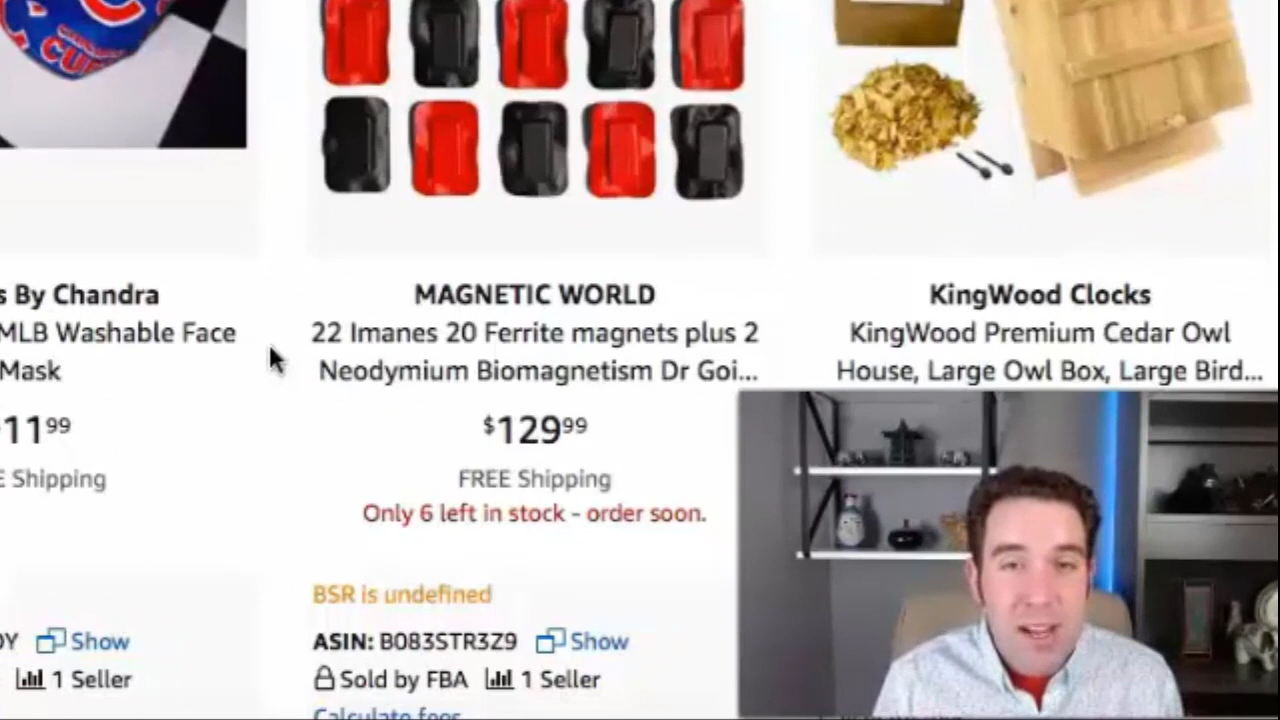 C
CUBS
s By Chandra
MLB Washable Face
Mask
11⁹⁹
E Shipping
Y Show
1 Seller
MAGNETIC WORLD
22 Imanes 20 Ferrite magnets plus 2
Neodymium Biomagnetism Dr Goi...
$129⁹⁹
FREE Shipping
Only 6 left in stock - order soon.
BSR is undefined
ASIN: B083STR3Z9 Show
Sold by FBA 1 Seller
Calculate fees
KingWood Clocks
KingWood Premium Cedar Owl
House, Large Owl Box, Large Bird...